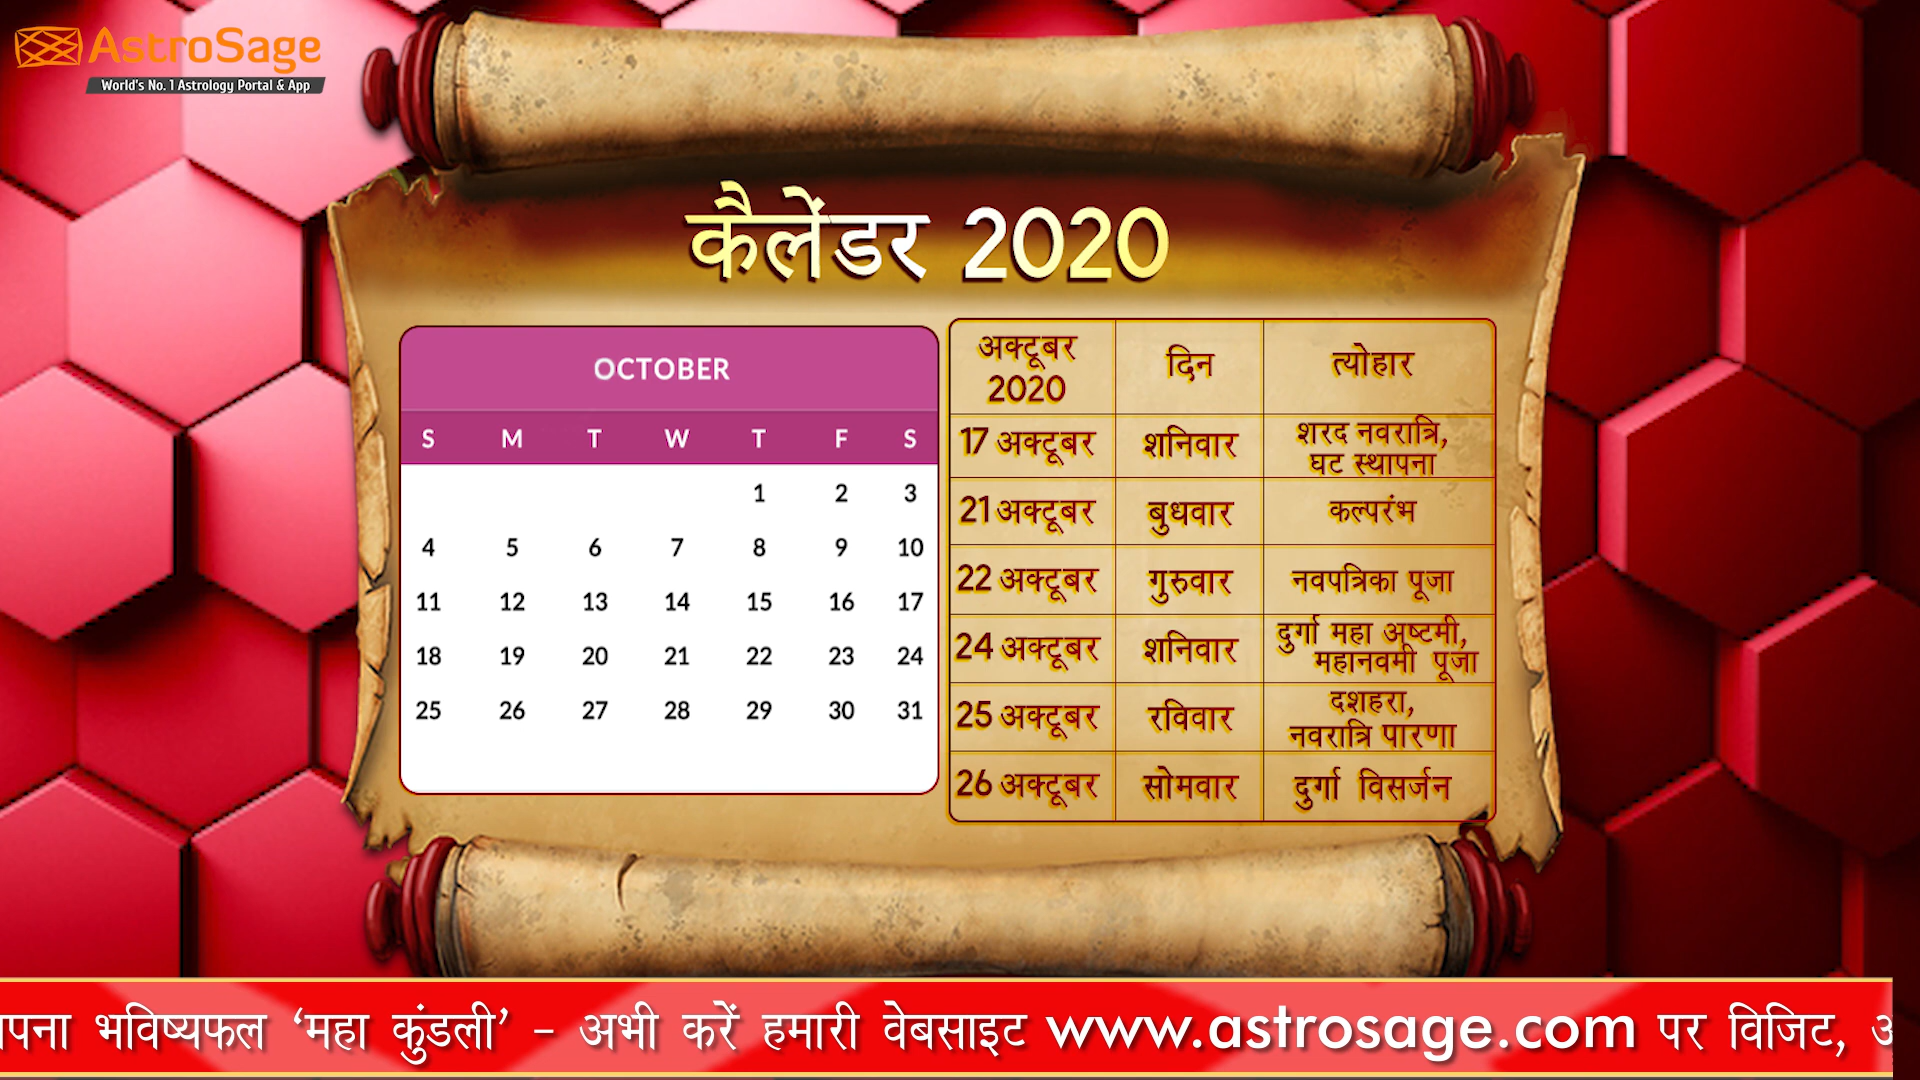 AstroSage
World's No. 1 Astrology Portal & App
कैलेंडर 2020
OCTOBER
S M T W T F S
1 2 3
4 5 6 7 8 9 10
11 12 13 14 15 16 17
18 19 20 21 22 23 24
25 26 27 28 29 30 31
अक्टूबर 2020 दिन त्योहार
17 अक्टूबर शनिवार शरद नवरात्रि, घट स्थापना
21 अक्टूबर बुधवार कल्परंभ
22 अक्टूबर गुरुवार नवपत्रिका पूजा
24 अक्टूबर शनिवार दुर्गा महा अष्टमी, महानवमी पूजा
25 अक्टूबर रविवार दशहरा, नवरात्रि पारणा
26 अक्टूबर सोमवार दुर्गा विसर्जन
भविष्यफल ‘महा कुंडली’ - अभी करें हमारी वेबसाइट www.astrosage.com पर विजिट,